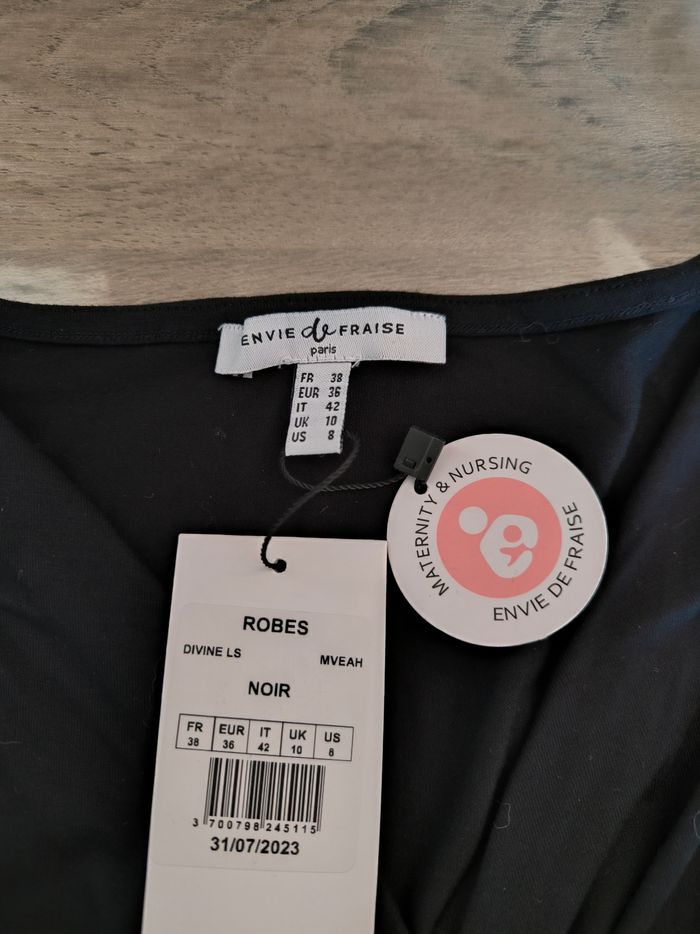 ENVIE de FRAISE
paris
FR 38
EUR 36
IT 42
UK 10
US 8
MATERNITY & NURSING
ENVIE DE FRAISE
ROBES
DIVINE LS MVEAH
NOIR
FR EUR IT UK US
38 36 42 10 8
3 700798 245115
31/07/2023